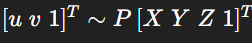 [u v 1]ᵀ ∼ P [X Y Z 1]ᵀ